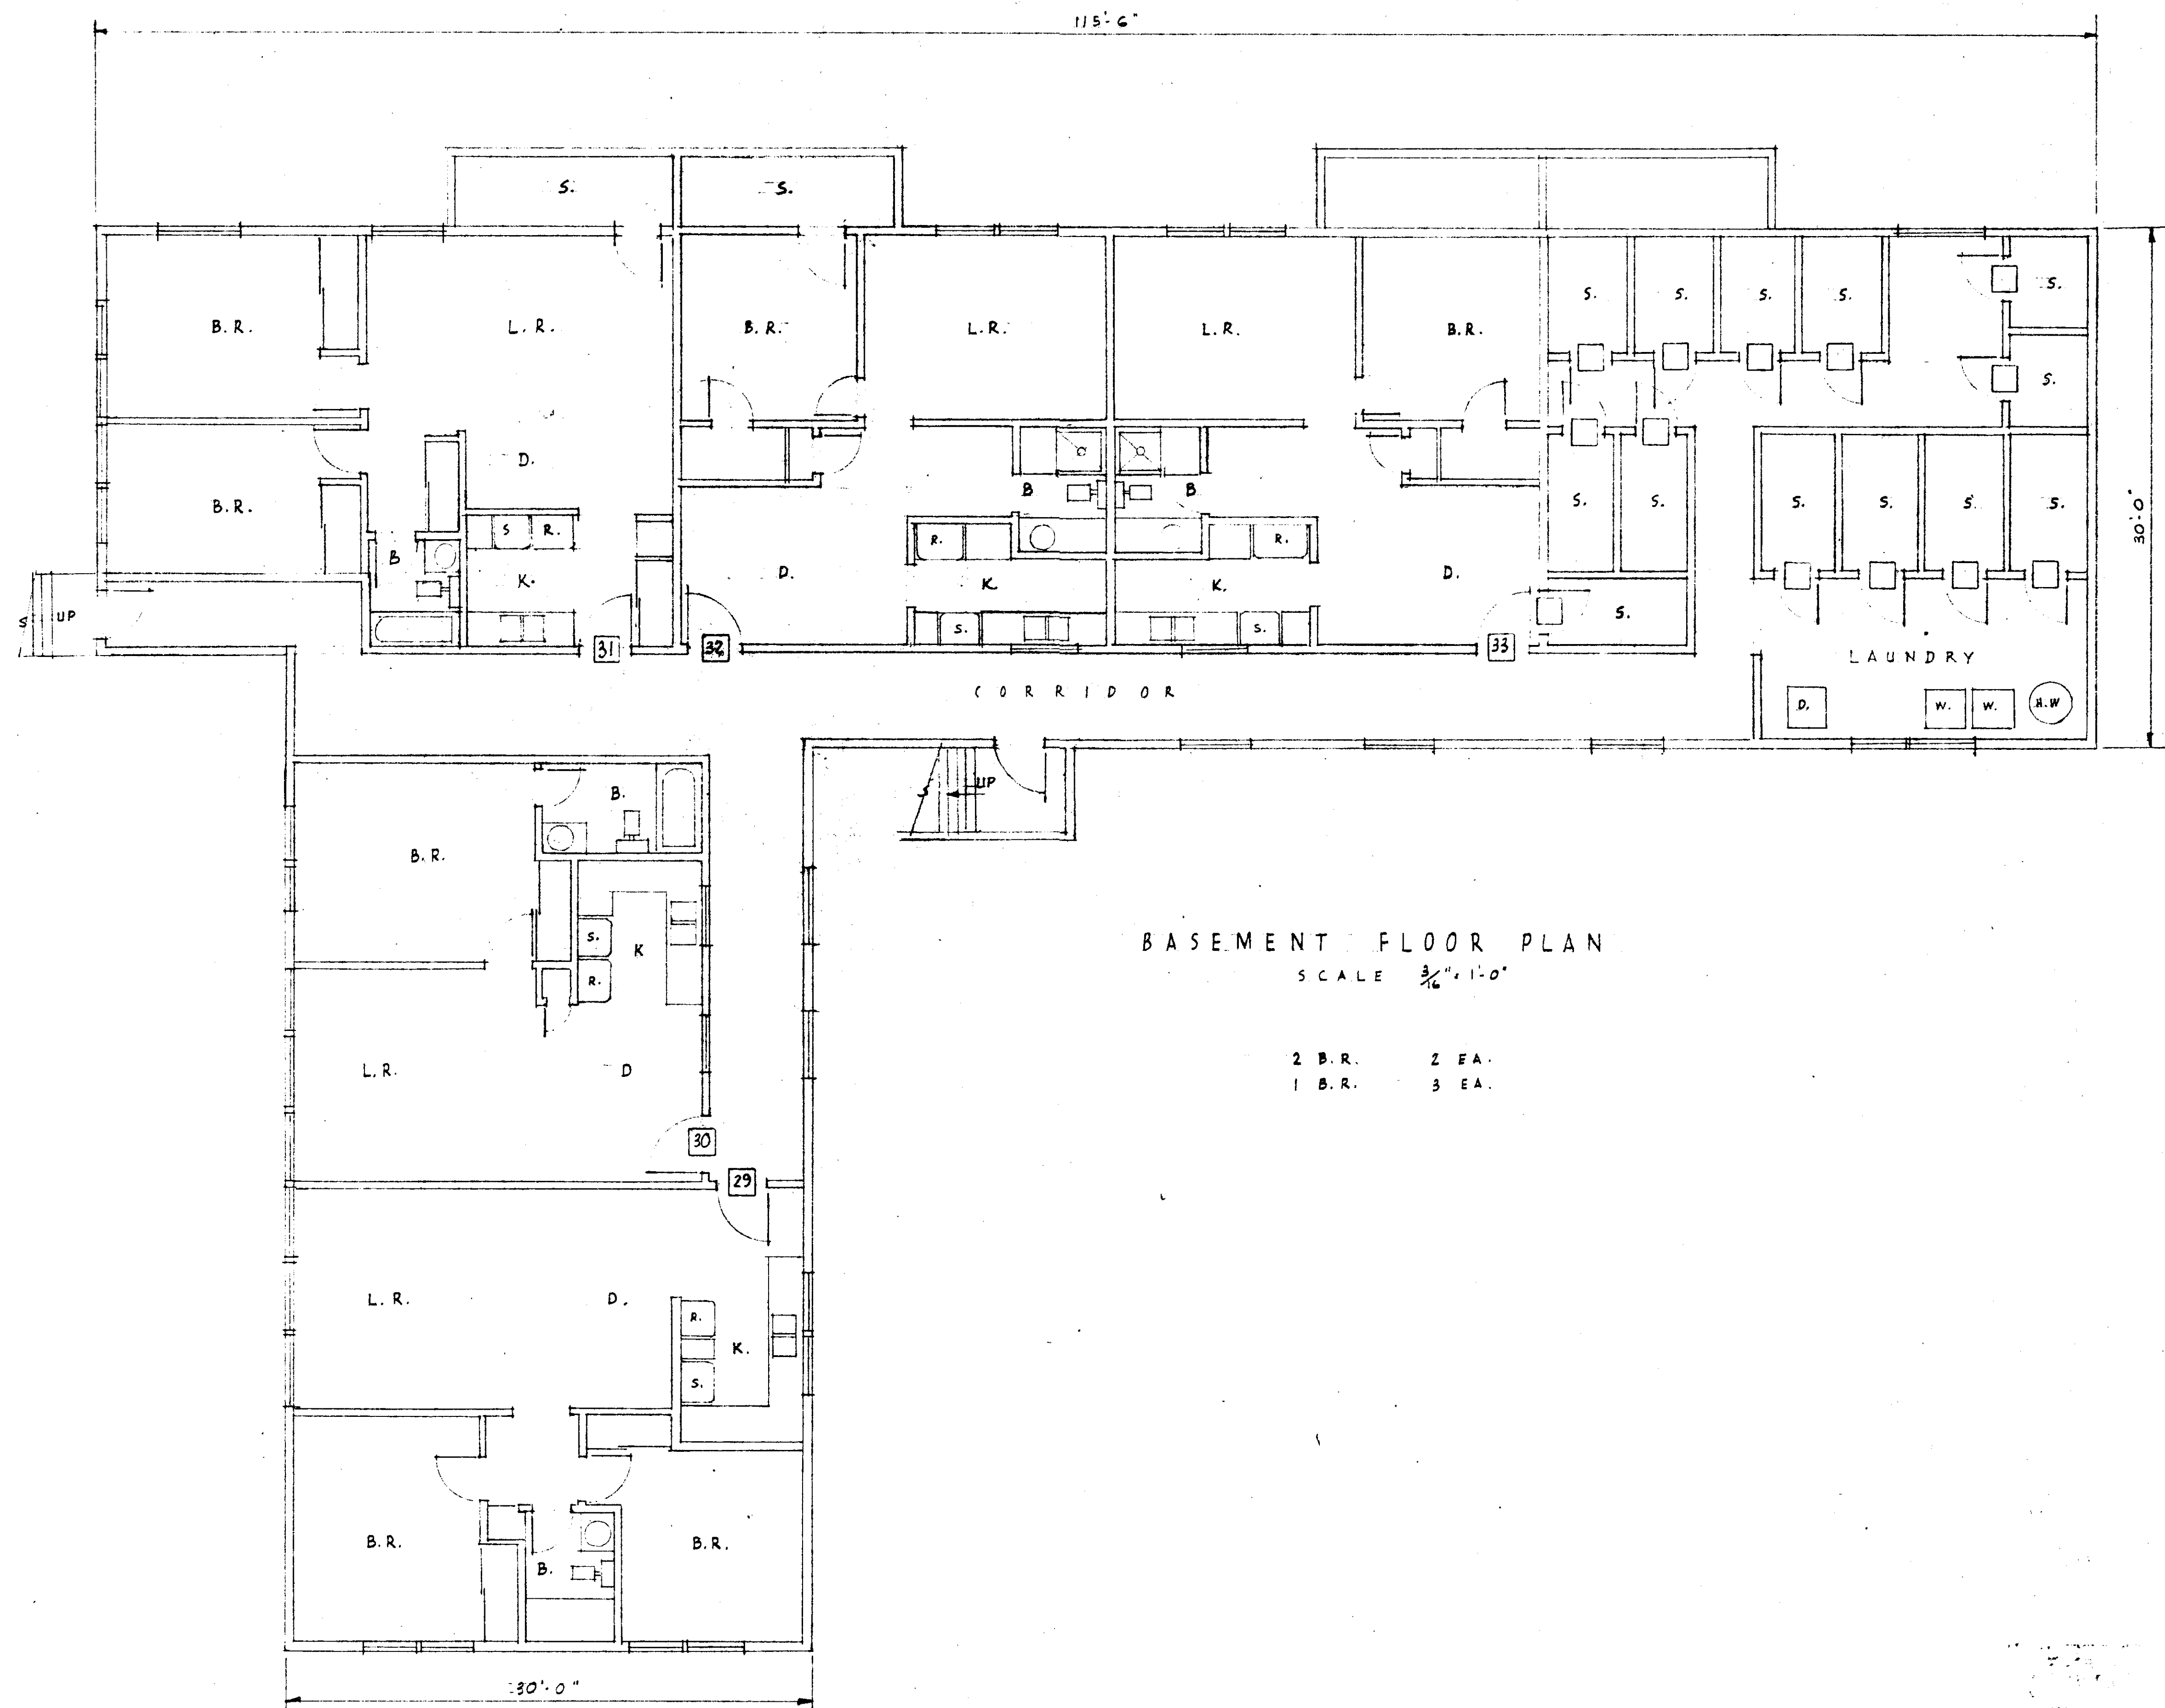 115'-6"
S.
S.
B.R.
L.R.
B.R.
L.R.
L.R.
B.R.
S.
S.
S.
S.
S.
S.
B.R.
D.
B
B
S.
S.
S.
S.
S.
S.
30'-0"
S
R.
R.
R.
B
K.
D.
K.
K.
D.
S
UP
S.
S.
S.
31
32
33
LAUNDRY
CORRIDOR
D.
W.
W.
H.W
B.
S
UP
B.R.
S.
K
R.
BASEMENT FLOOR PLAN
SCALE 3/16" = 1'-0"
L.R.
D
2 B.R. 2 EA.
1 B.R. 3 EA.
30
29
L.R.
D.
R.
K.
S.
B.R.
B.
B.R.
30'-0"